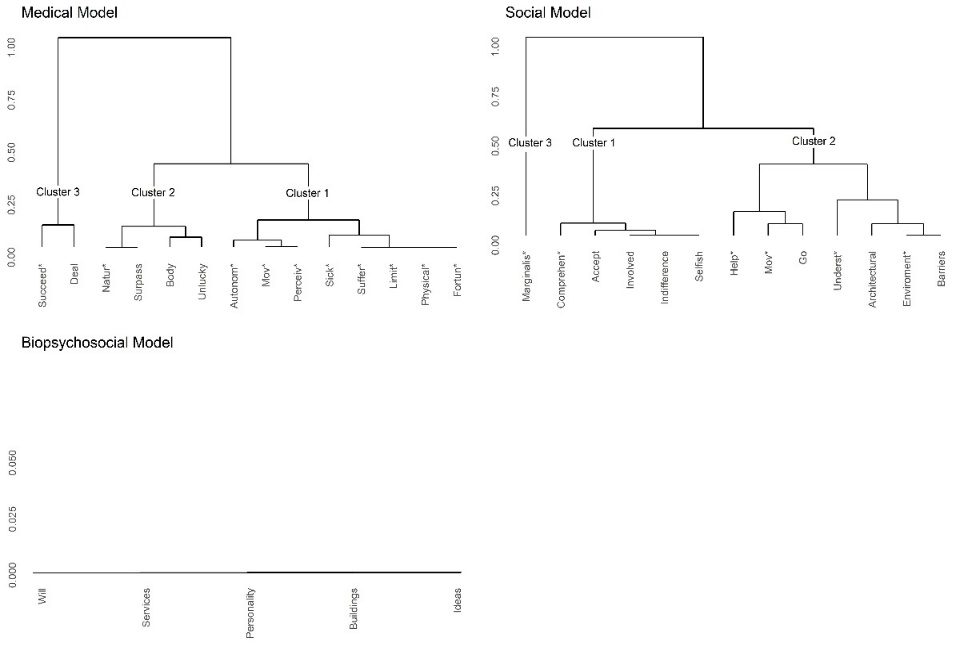 Medical Model
1.00
0.75
0.50
0.25
0.00
Cluster 3
Cluster 2
Cluster 1
Succeed*
Deal
Natur*
Surpass
Body
Unlucky
Autonom*
Mov*
Perceiv*
Sick*
Suffer*
Limit*
Physical*
Fortun*
Social Model
1.00
0.75
0.50
0.25
0.00
Cluster 3
Cluster 1
Cluster 2
Marginalis*
Comprehen*
Accept
Involved
Indifference
Selfish
Help*
Mov*
Go
Underst*
Architectural
Enviroment*
Barriers
Biopsychosocial Model
0.050
0.025
0.000
Will
Services
Personality
Buildings
Ideas